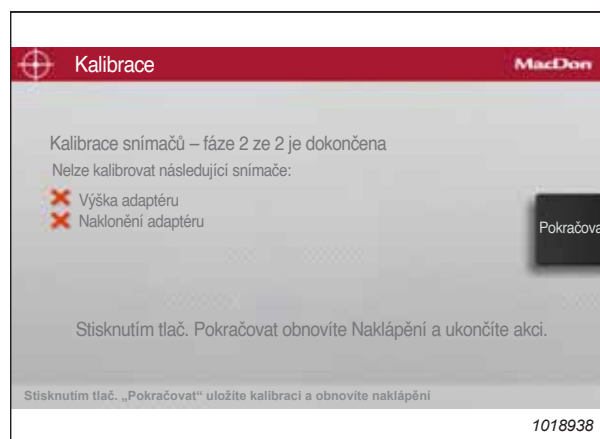 Kalibrace
MacDon
Kalibrace snímačů – fáze 2 ze 2 je dokončena
Nelze kalibrovat následující snímače:
Výška adaptéru
Naklonění adaptéru
Pokračova
Stisknutím tlač. Pokračovat obnovíte Naklápění a ukončíte akci.
Stisknutím tlač. „Pokračovat“ uložíte kalibraci a obnovíte naklápění
1018938